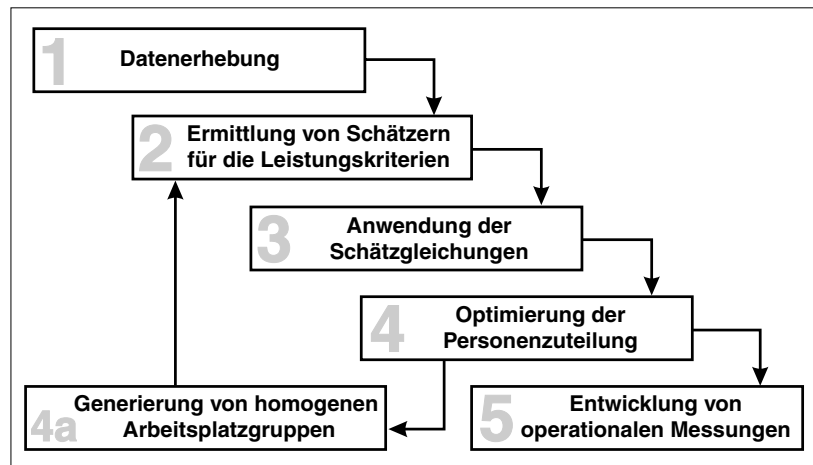 1 Datenerhebung
2 Ermittlung von Schätzern
für die Leistungskriterien
3 Anwendung der
Schätzgleichungen
4 Optimierung der
Personenzuteilung
4a Generierung von homogenen
Arbeitsplatzgruppen
5 Entwicklung von
operationalen Messungen